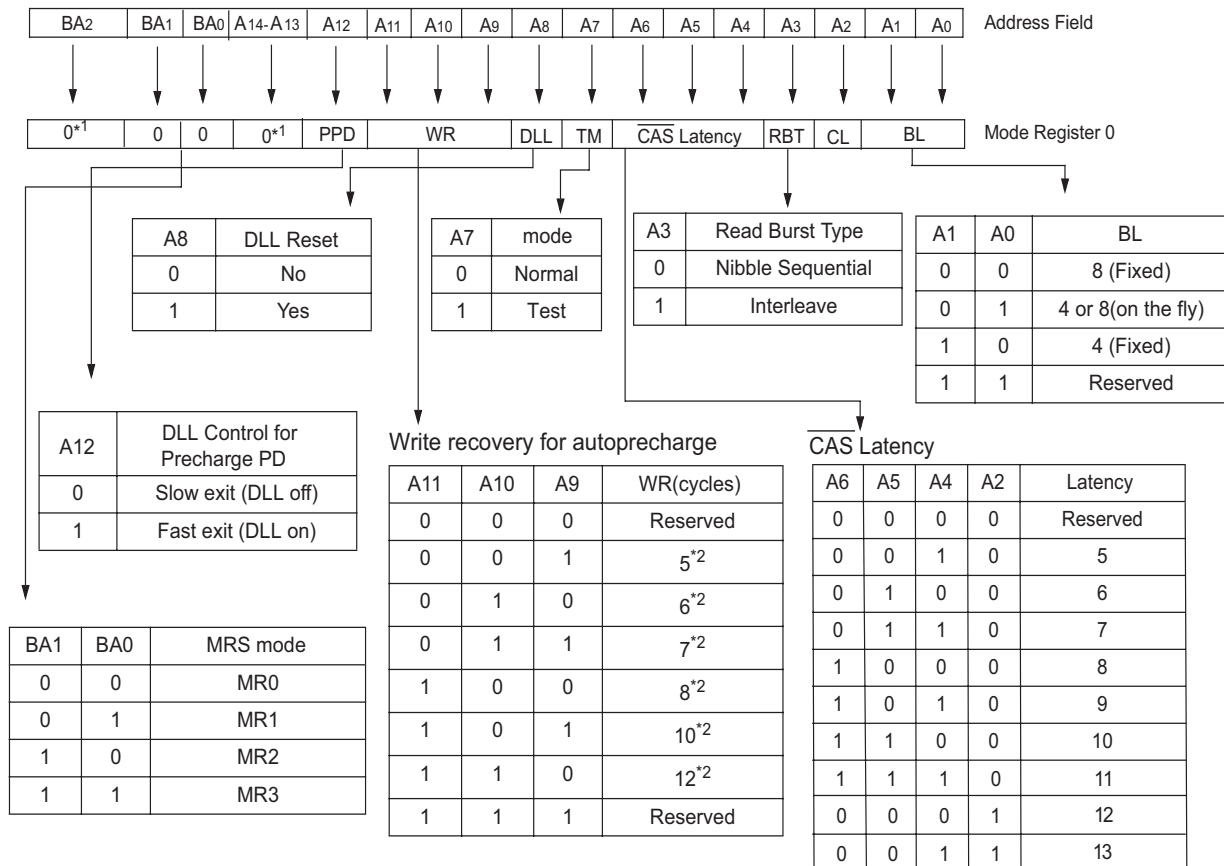 BA2 BA1 BA0 A14-A13 A12 A11 A10 A9 A8 A7 A6 A5 A4 A3 A2 A1 A0 Address Field
0*1 0 0 0*1 PPD WR DLL TM CAS Latency RBT CL BL Mode Register 0
A8 DLL Reset
0 No
1 Yes
A7 mode
0 Normal
1 Test
A3 Read Burst Type
0 Nibble Sequential
1 Interleave
A1 A0 BL
0 0 8 (Fixed)
0 1 4 or 8(on the fly)
1 0 4 (Fixed)
1 1 Reserved
A12 DLL Control for
Precharge PD
0 Slow exit (DLL off)
1 Fast exit (DLL on)
Write recovery for autoprecharge
A11 A10 A9 WR(cycles)
0 0 0 Reserved
0 0 1 5*2
0 1 0 6*2
0 1 1 7*2
1 0 0 8*2
1 0 1 10*2
1 1 0 12*2
1 1 1 Reserved
CAS Latency
A6 A5 A4 A2 Latency
0 0 0 0 Reserved
0 0 1 0 5
0 1 0 0 6
0 1 1 0 7
1 0 0 0 8
1 0 1 0 9
1 1 0 0 10
1 1 1 0 11
0 0 0 1 12
0 0 1 1 13
BA1 BA0 MRS mode
0 0 MR0
0 1 MR1
1 0 MR2
1 1 MR3